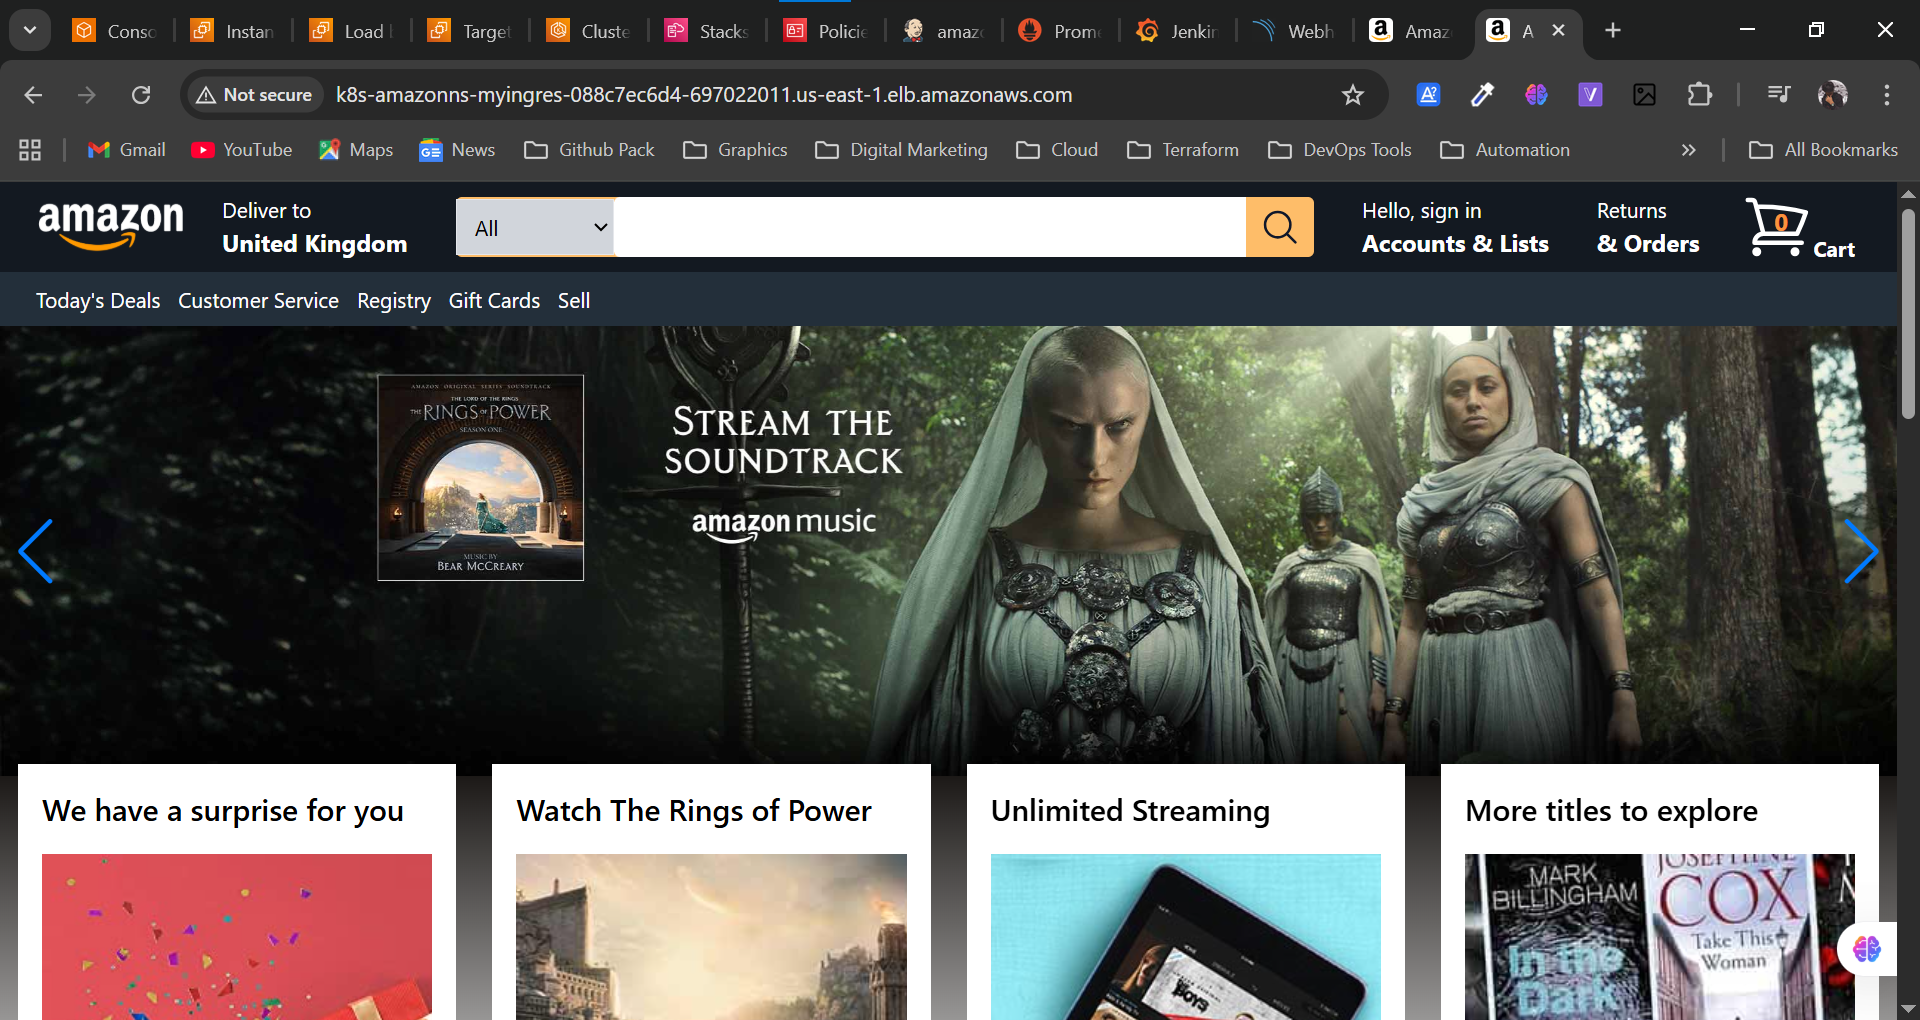 Conso
Instan
Load
Target
Cluste
Stacks
Policie
amazo
Prome
Jenkin
Webh
Amaz
A
Not secure
k8s-amazonns-myingres-088c7ec6d4-697022011.us-east-1.elb.amazonaws.com
Gmail
YouTube
Maps
News
Github Pack
Graphics
Digital Marketing
Cloud
Terraform
DevOps Tools
Automation
All Bookmarks
amazon
Deliver to
United Kingdom
All
Hello, sign in
Accounts & Lists
Returns
& Orders
0
Cart
Today's Deals
Customer Service
Registry
Gift Cards
Sell
AMAZON ORIGINAL SERIES SOUNDTRACK
THE LORD OF THE RINGS
THE RINGS OF POWER
SEASON ONE
MUSIC BY
BEAR MCCREARY
STREAM THE
SOUNDTRACK
amazon music
We have a surprise for you
Watch The Rings of Power
Unlimited Streaming
More titles to explore
BOYS
MARK
BILLINGHAM
In the
Dark
JOSEPHINE
COX
Take This
Woman